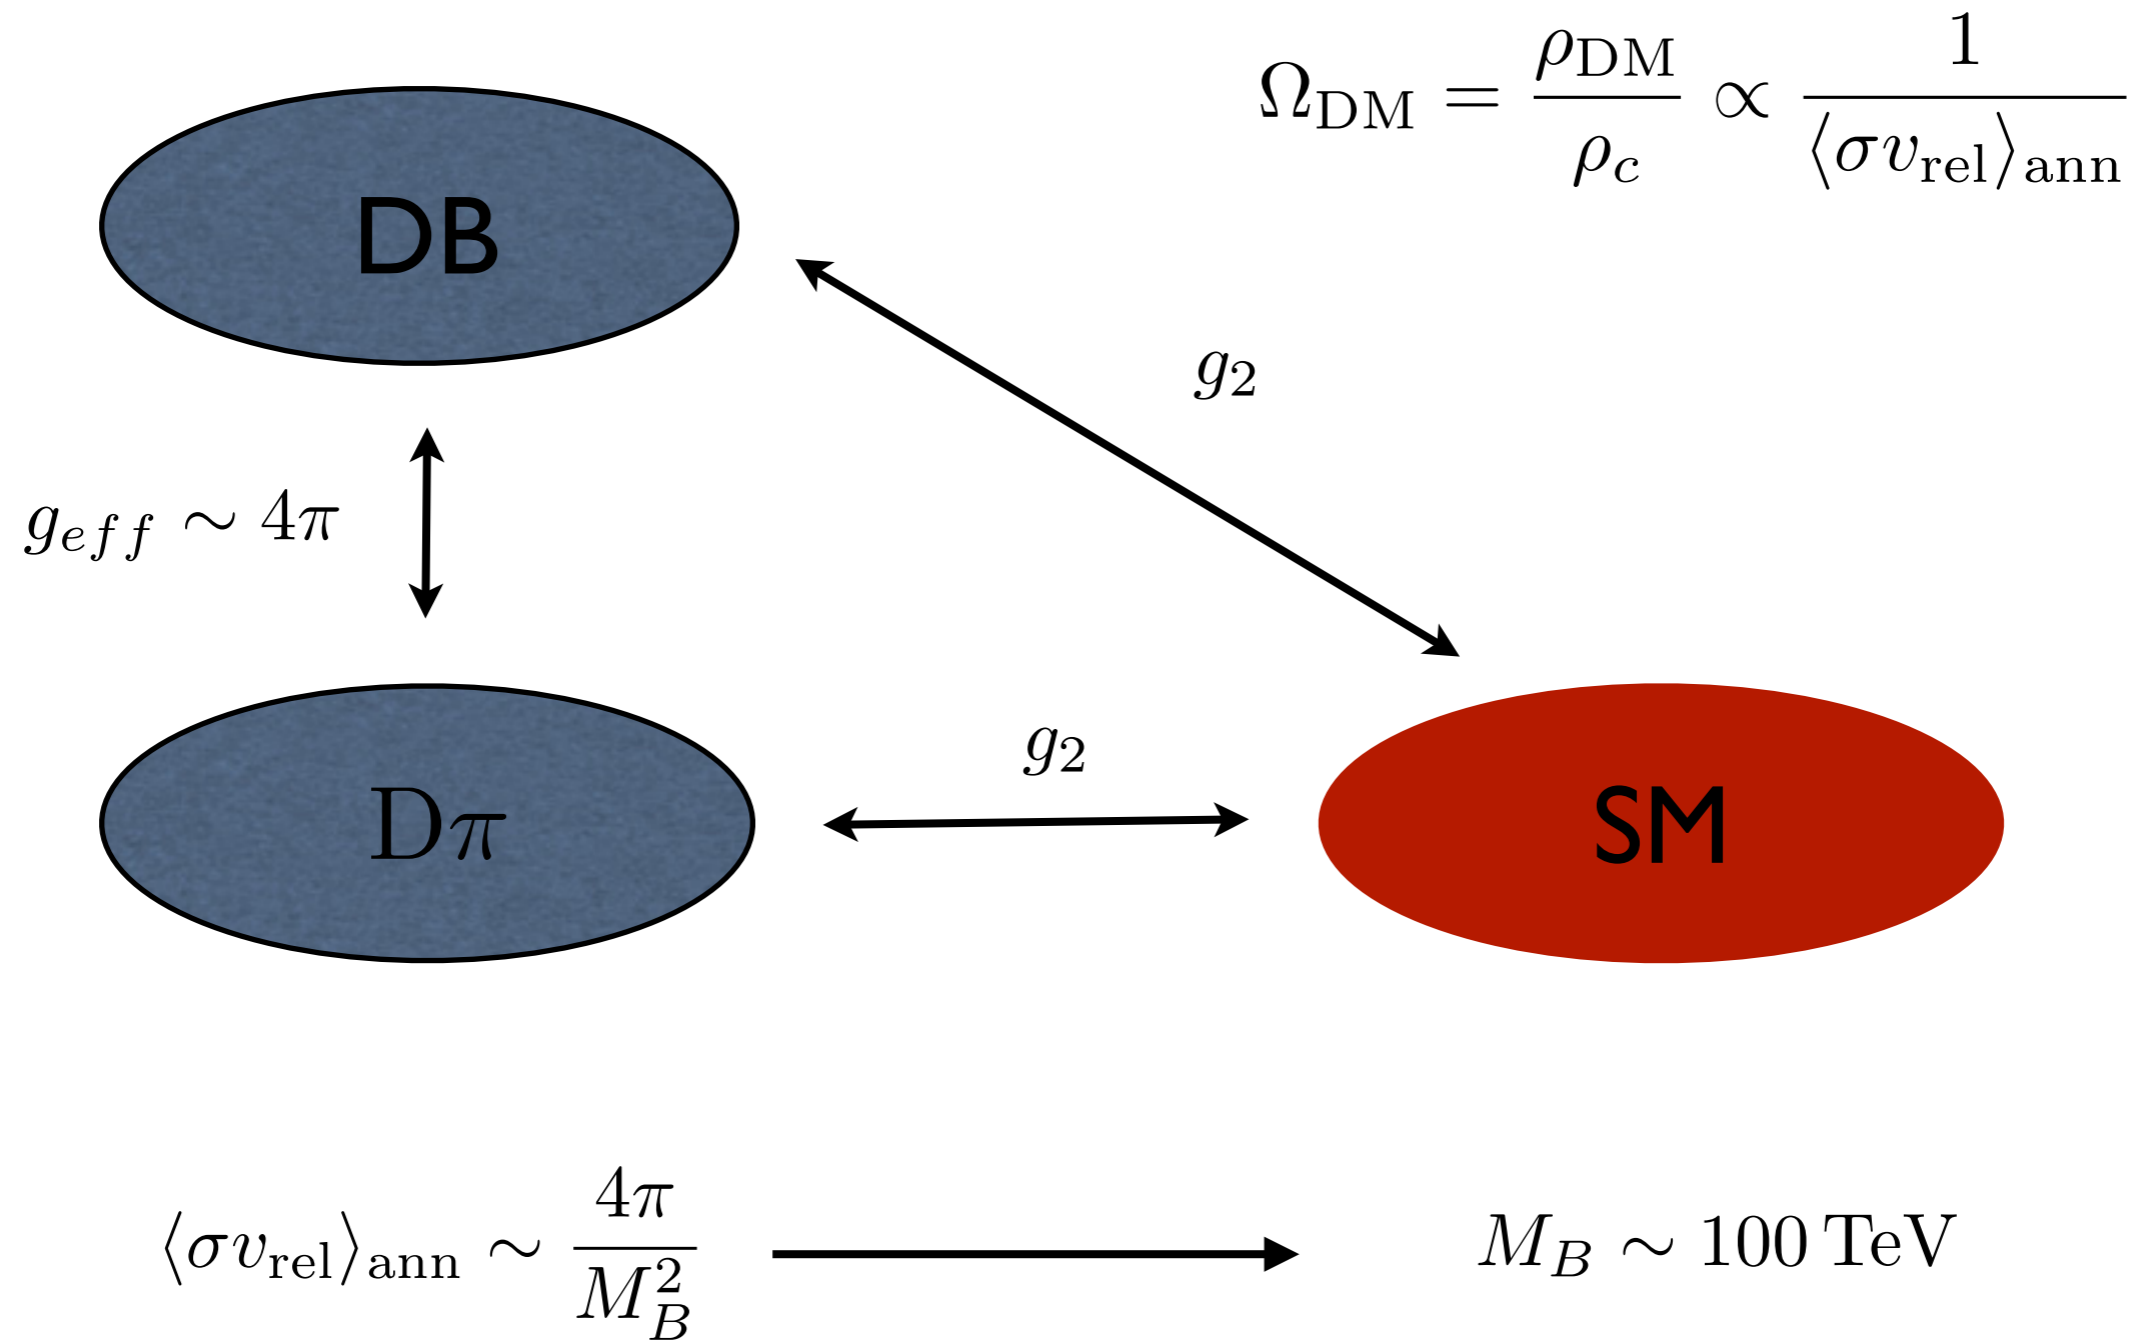 Ω_DM = ρ_DM / ρ_c ∝ 1 / ⟨σv_rel⟩_ann
DB
g_2
g_eff ∼ 4π
g_2
Dπ
SM
⟨σv_rel⟩_ann ∼ 4π / M_B^2
M_B ∼ 100 TeV